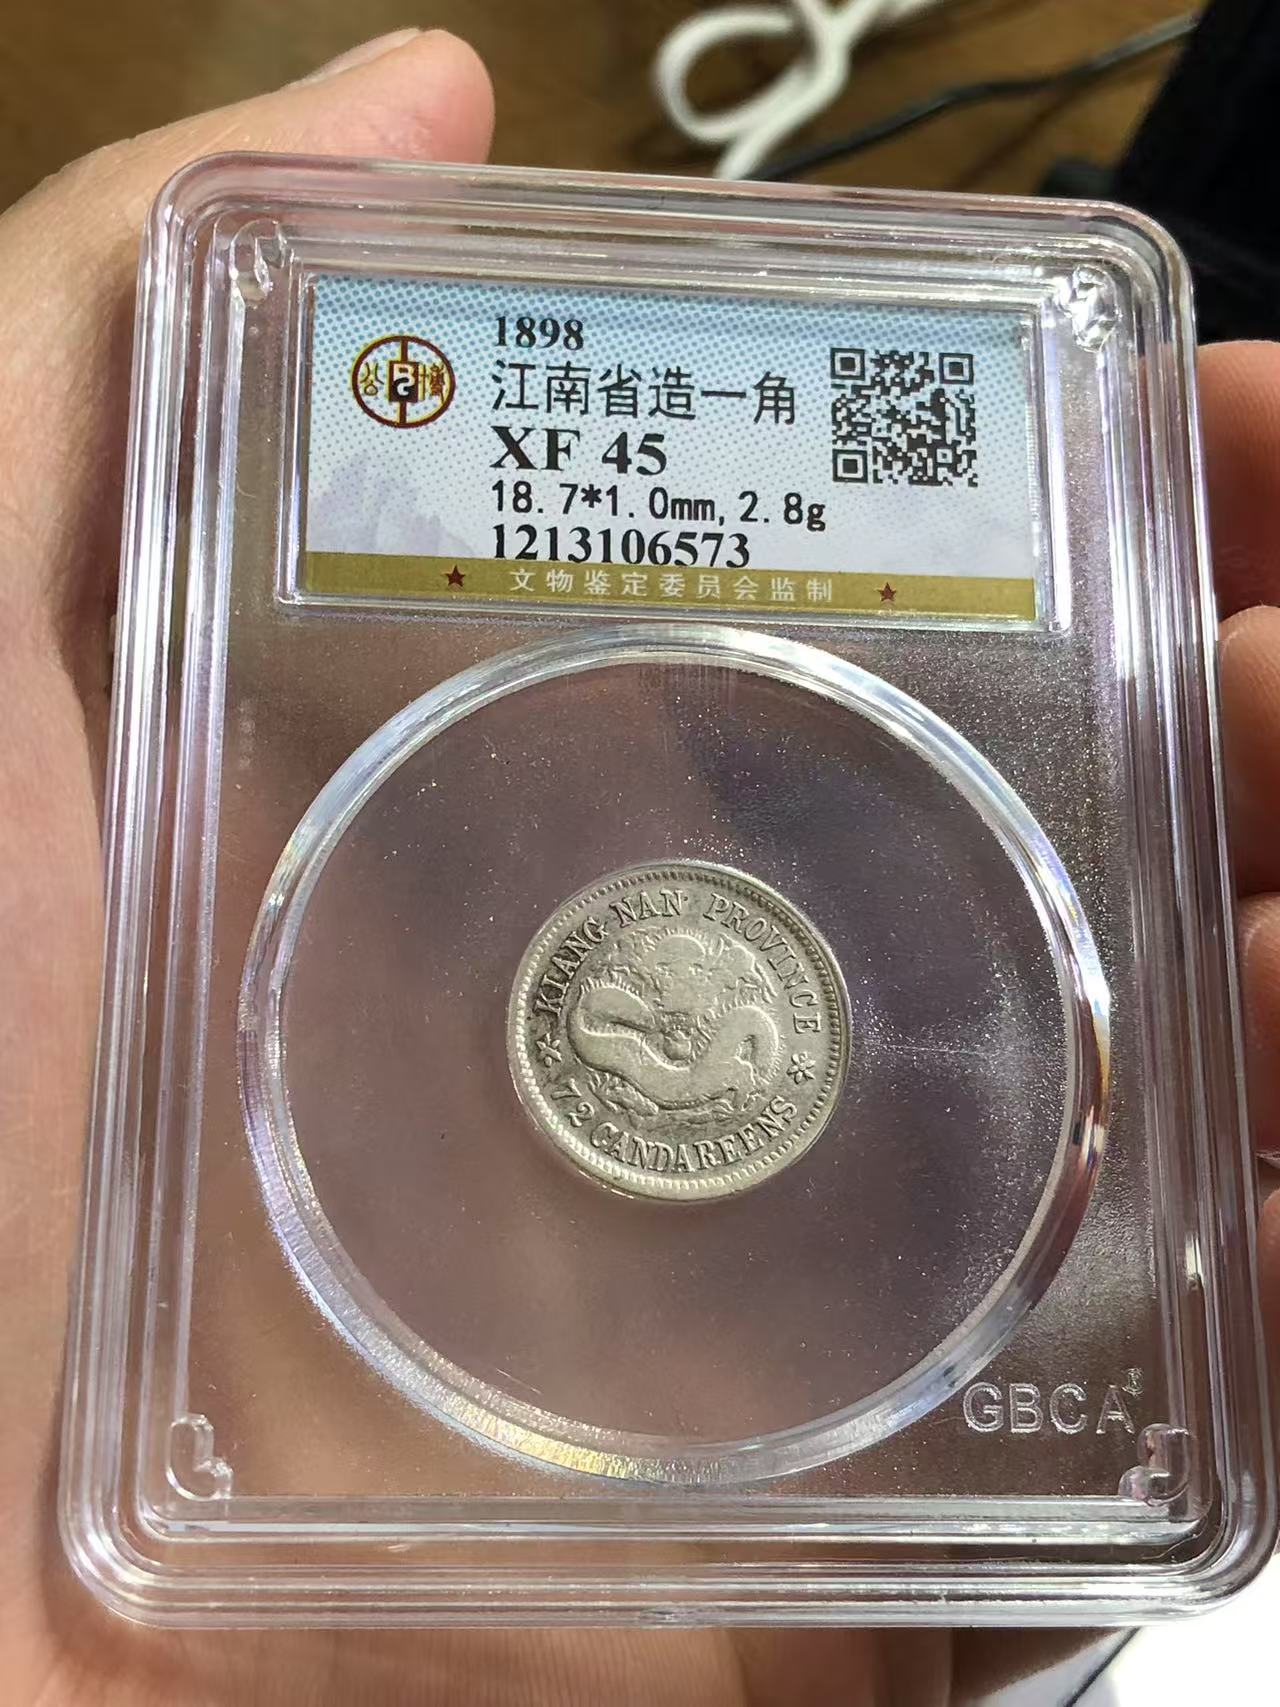 1898
江南省造一角
XF 45
18.7*1.0mm,2.8g
1213106573
文物鉴定委员会监制
KIANG NAN PROVINCE
72 CANDAREENS
GBCA